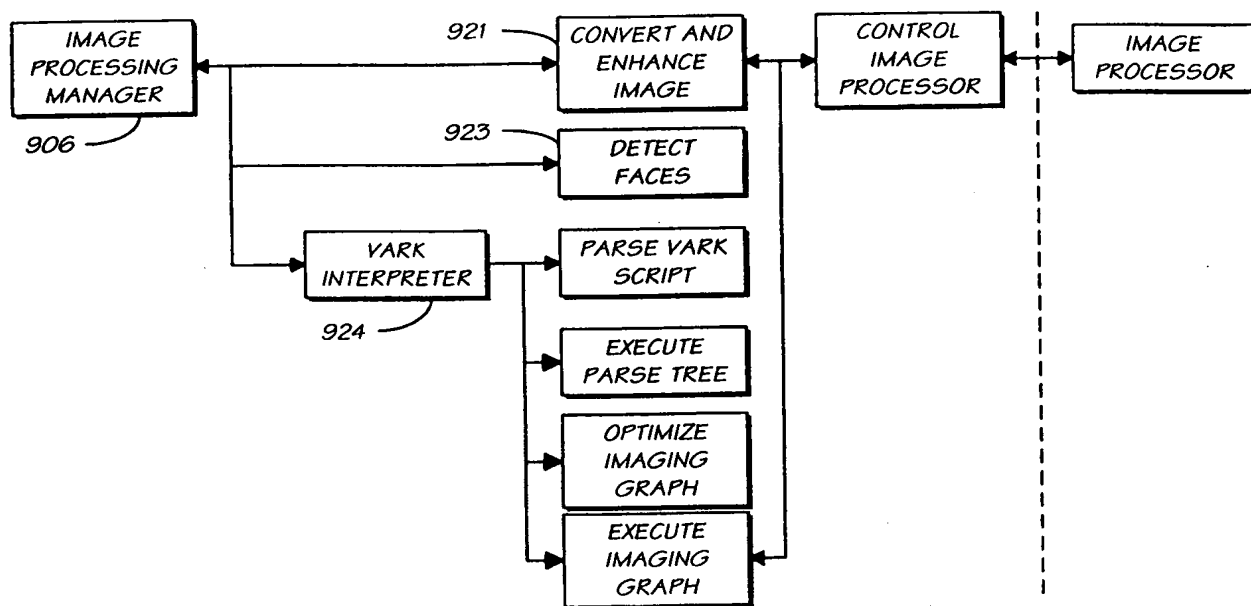 IMAGE
PROCESSING
MANAGER
906
921
CONVERT AND
ENHANCE
IMAGE
CONTROL
IMAGE
PROCESSOR
IMAGE
PROCESSOR
923
DETECT
FACES
VARK
INTERPRETER
924
PARSE VARK
SCRIPT
EXECUTE
PARSE TREE
OPTIMIZE
IMAGING
GRAPH
EXECUTE
IMAGING
GRAPH